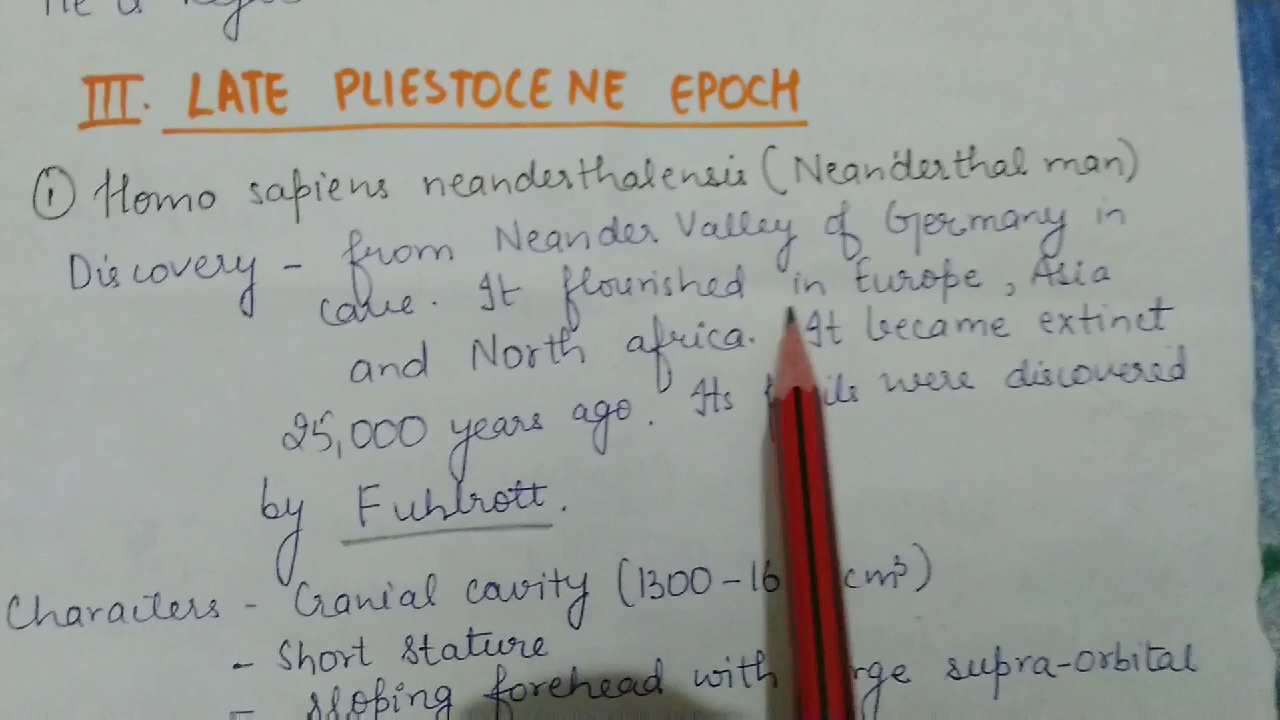 III. LATE PLIESTOCENE EPOCH
① Homo sapiens neanderthalensis (Neanderthal man)
Discovery - from Neander Valley of Germany in
cave. It flourished in Europe, Asia
and North africa. It became extinct
25,000 years ago. Its were discovered
by Fuhlrott.
Characters - Cranial cavity (1300-16 cm³)
- Short stature
- sloping forehead with supra-orbital